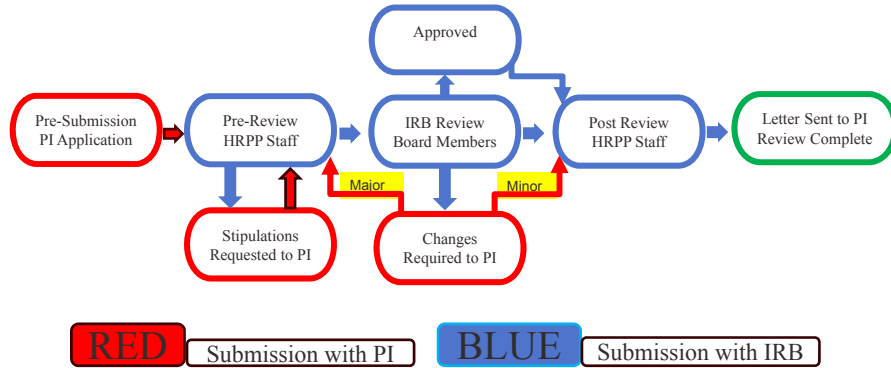 Approved
Pre-Submission
PI Application
Pre-Review
HRPP Staff
IRB Review
Board Members
Post Review
HRPP Staff
Letter Sent to PI
Review Complete
Major
Minor
Stipulations
Requested to PI
Changes
Required to PI
RED
Submission with PI
BLUE
Submission with IRB